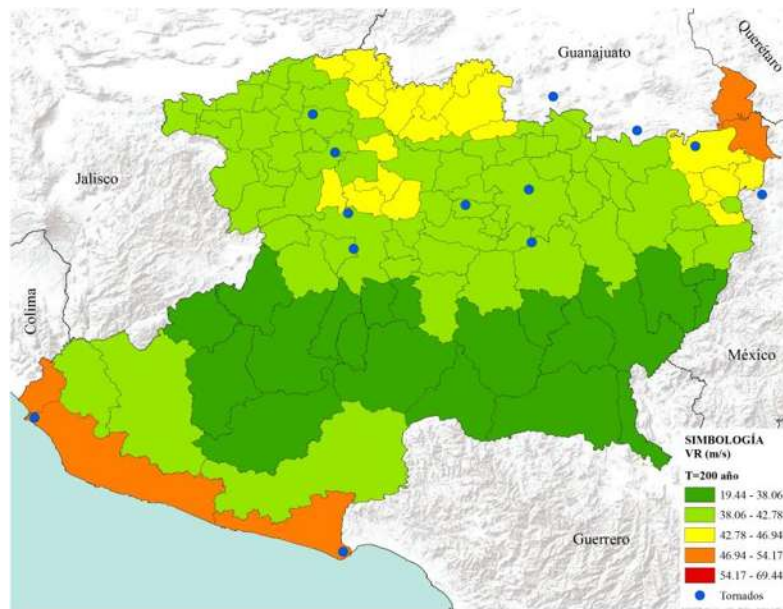 Guanajuato
Querétaro
Jalisco
Colima
México
Guerrero
SIMBOLOGÍA
VR (m/s)
T=200 año
19.44 - 38.06
38.06 - 42.78
42.78 - 46.94
46.94 - 54.17
54.17 - 69.44
Tornados